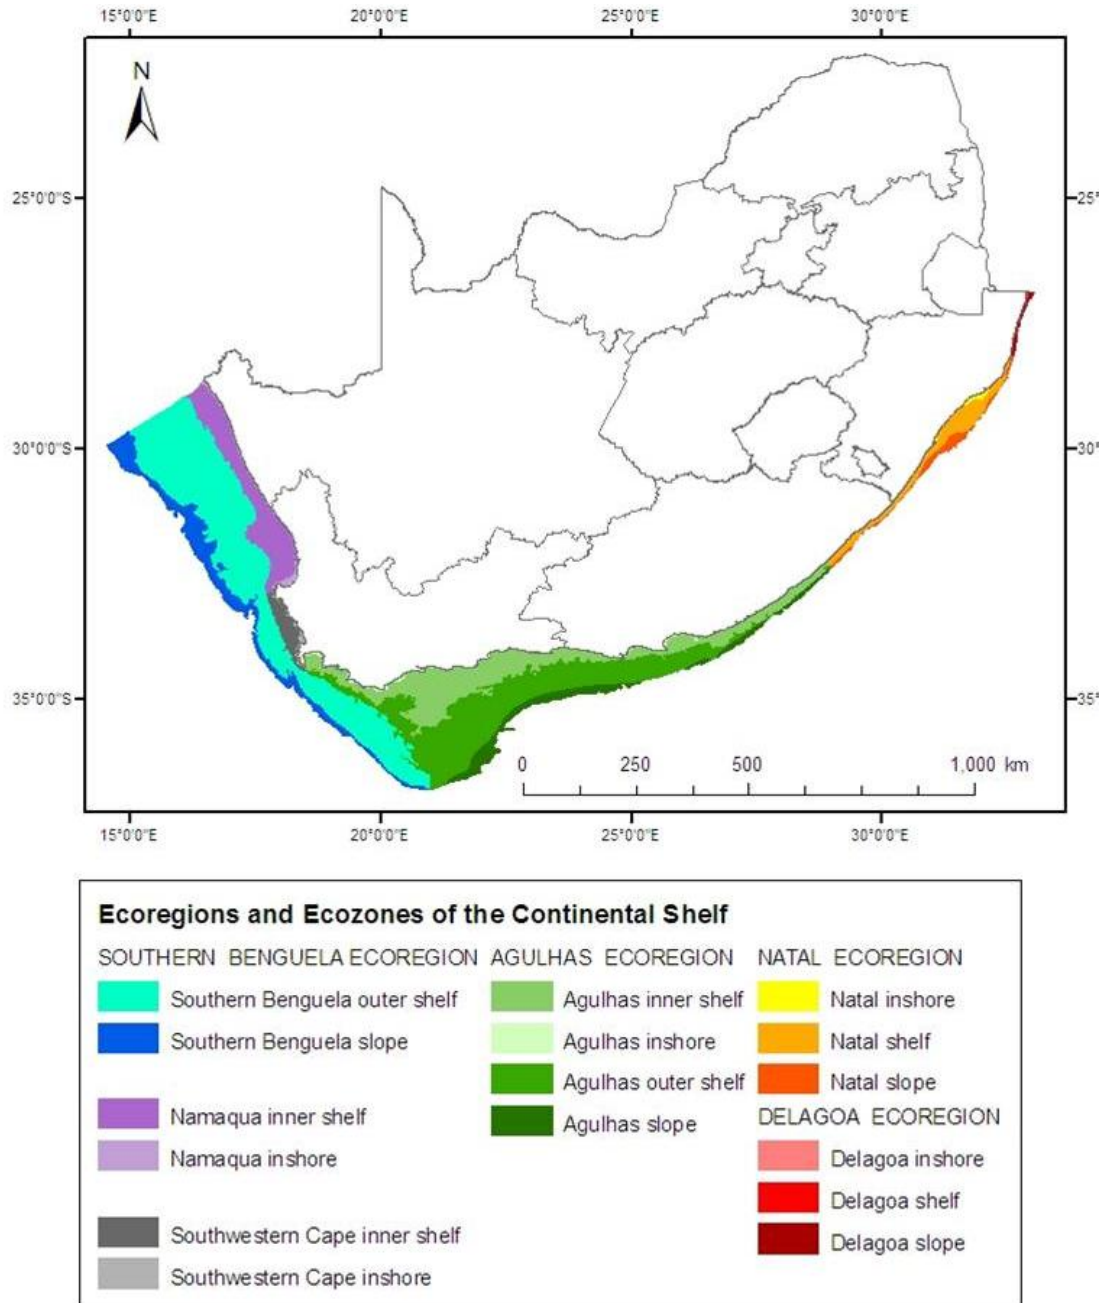 15°0'0"E 20°0'0"E 25°0'0"E 30°0'0"E
N
25°0'0"S 25°
30°0'0"S 30°
35°0'0"S 35°
0 250 500 1,000 km
15°0'0"E 20°0'0"E 25°0'0"E 30°0'0"E
Ecoregions and Ecozones of the Continental Shelf
SOUTHERN BENGUELA ECOREGION
Southern Benguela outer shelf
Southern Benguela slope
Namaqua inner shelf
Namaqua inshore
Southwestern Cape inner shelf
Southwestern Cape inshore
AGULHAS ECOREGION
Agulhas inner shelf
Agulhas inshore
Agulhas outer shelf
Agulhas slope
NATAL ECOREGION
Natal inshore
Natal shelf
Natal slope
DELAGOA ECOREGION
Delagoa inshore
Delagoa shelf
Delagoa slope